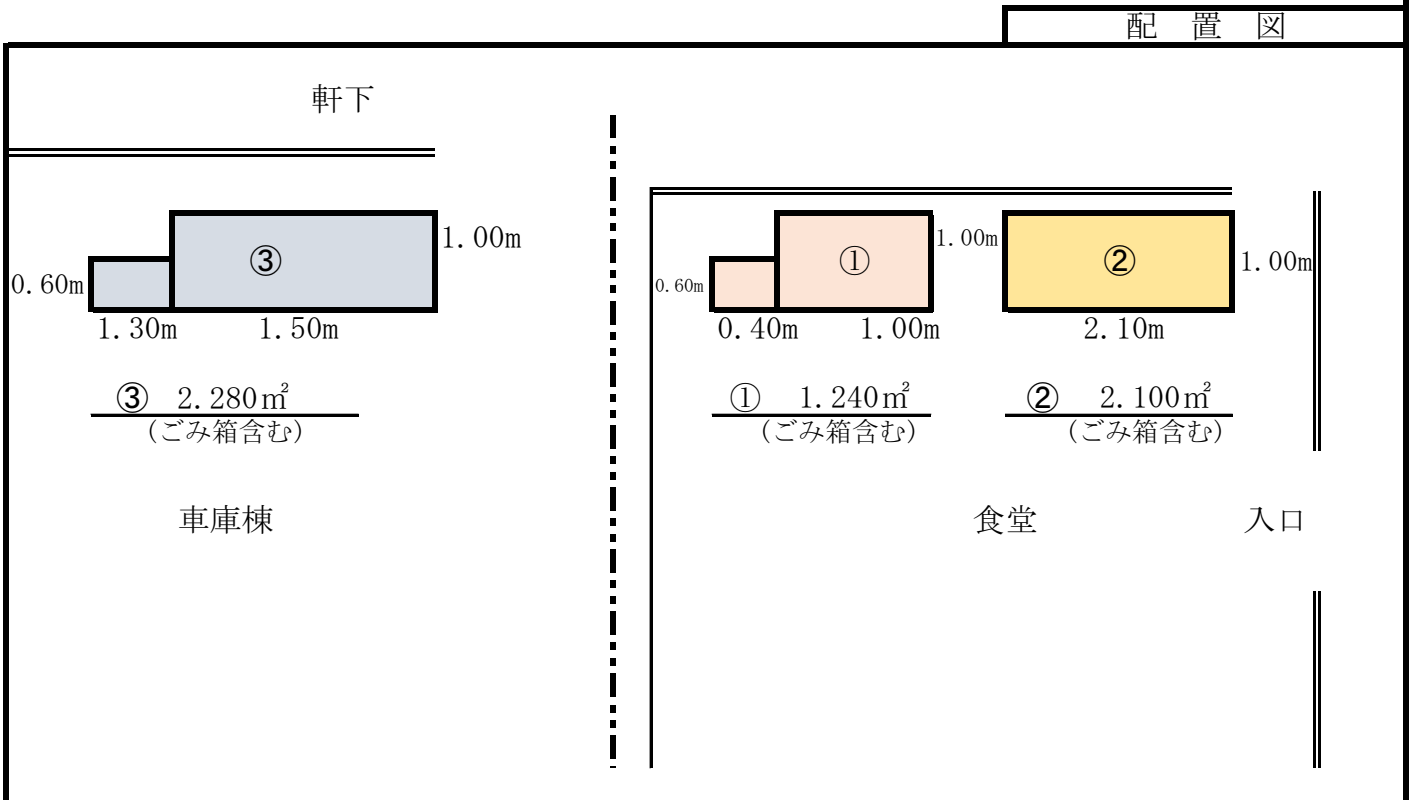 配 置 図
軒下
③
1.00m
0.60m
1.30m 1.50m
③ 2.280㎡
(ごみ箱含む)
車庫棟
①
1.00m
0.60m
0.40m 1.00m
① 1.240㎡
(ごみ箱含む)
②
1.00m
2.10m
② 2.100㎡
(ごみ箱含む)
食堂
入口